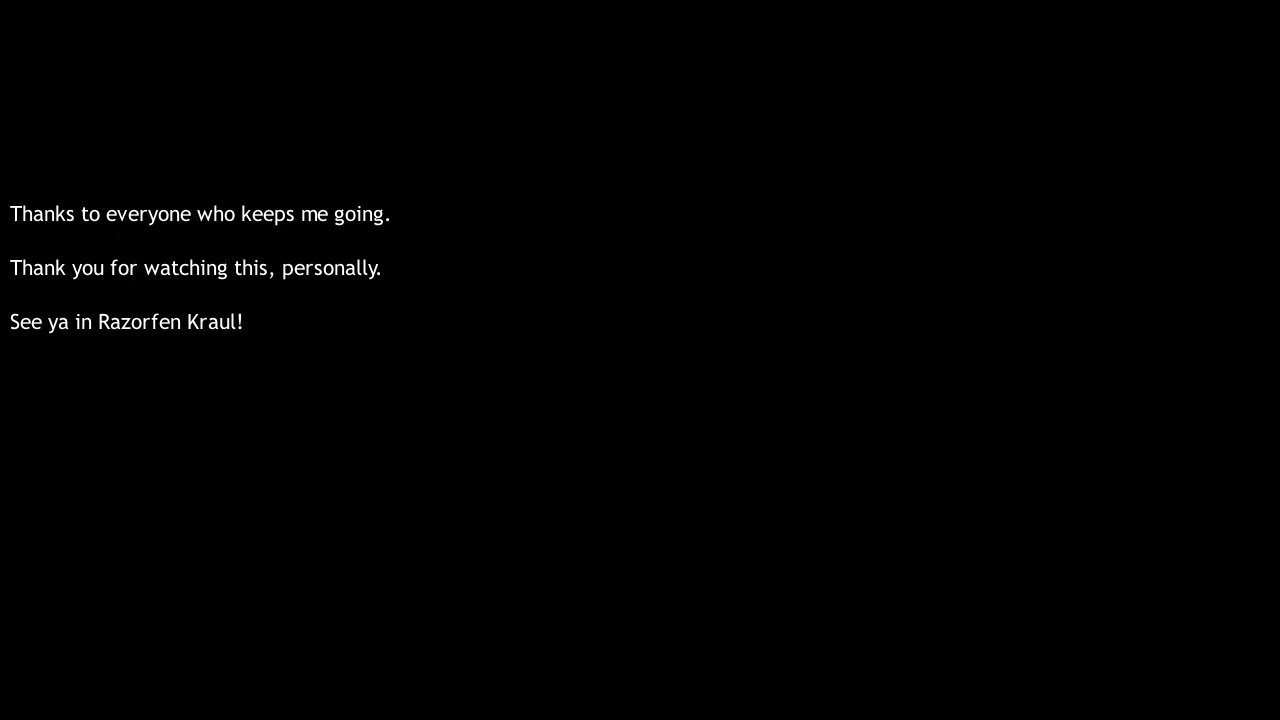 Thanks to everyone who keeps me going.
Thank you for watching this, personally.
See ya in Razorfen Kraul!